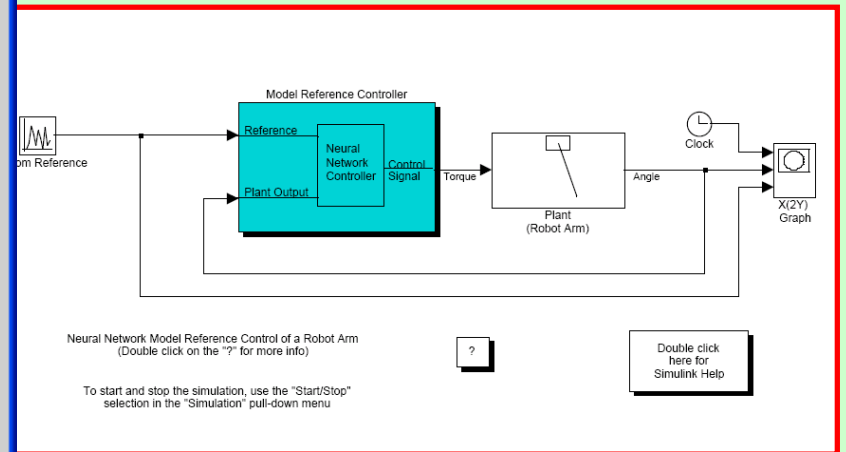 Model Reference Controller
Reference
Neural
Network
Controller
Control
Signal
Plant Output
om Reference
Torque
Plant
(Robot Arm)
Angle
Clock
X(2Y)
Graph
Neural Network Model Reference Control of a Robot Arm
(Double click on the "?" for more info)
?
Double click
here for
Simulink Help
To start and stop the simulation, use the "Start/Stop"
selection in the "Simulation" pull-down menu